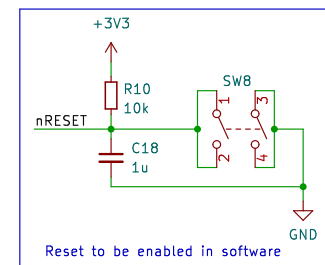 +3V3
R10
10k
SW8
1
3
nRESET
C18
1u
2
4
GND
Reset to be enabled in software